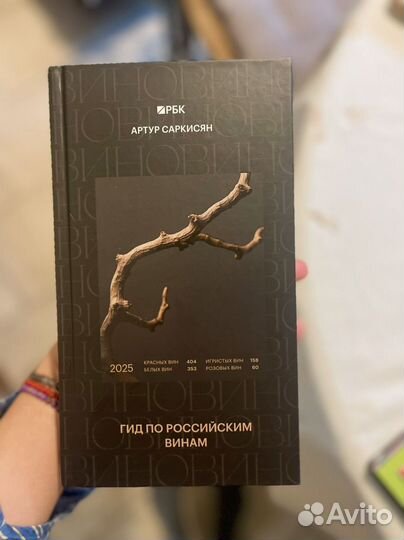 РБК
АРТУР САРКИСЯН
2025
КРАСНЫХ ВИН 404 ИГРИСТЫХ ВИН 158
БЕЛЫХ ВИН 353 РОЗОВЫХ ВИН 60
ГИД ПО РОССИЙСКИМ
ВИНАМ
Avito